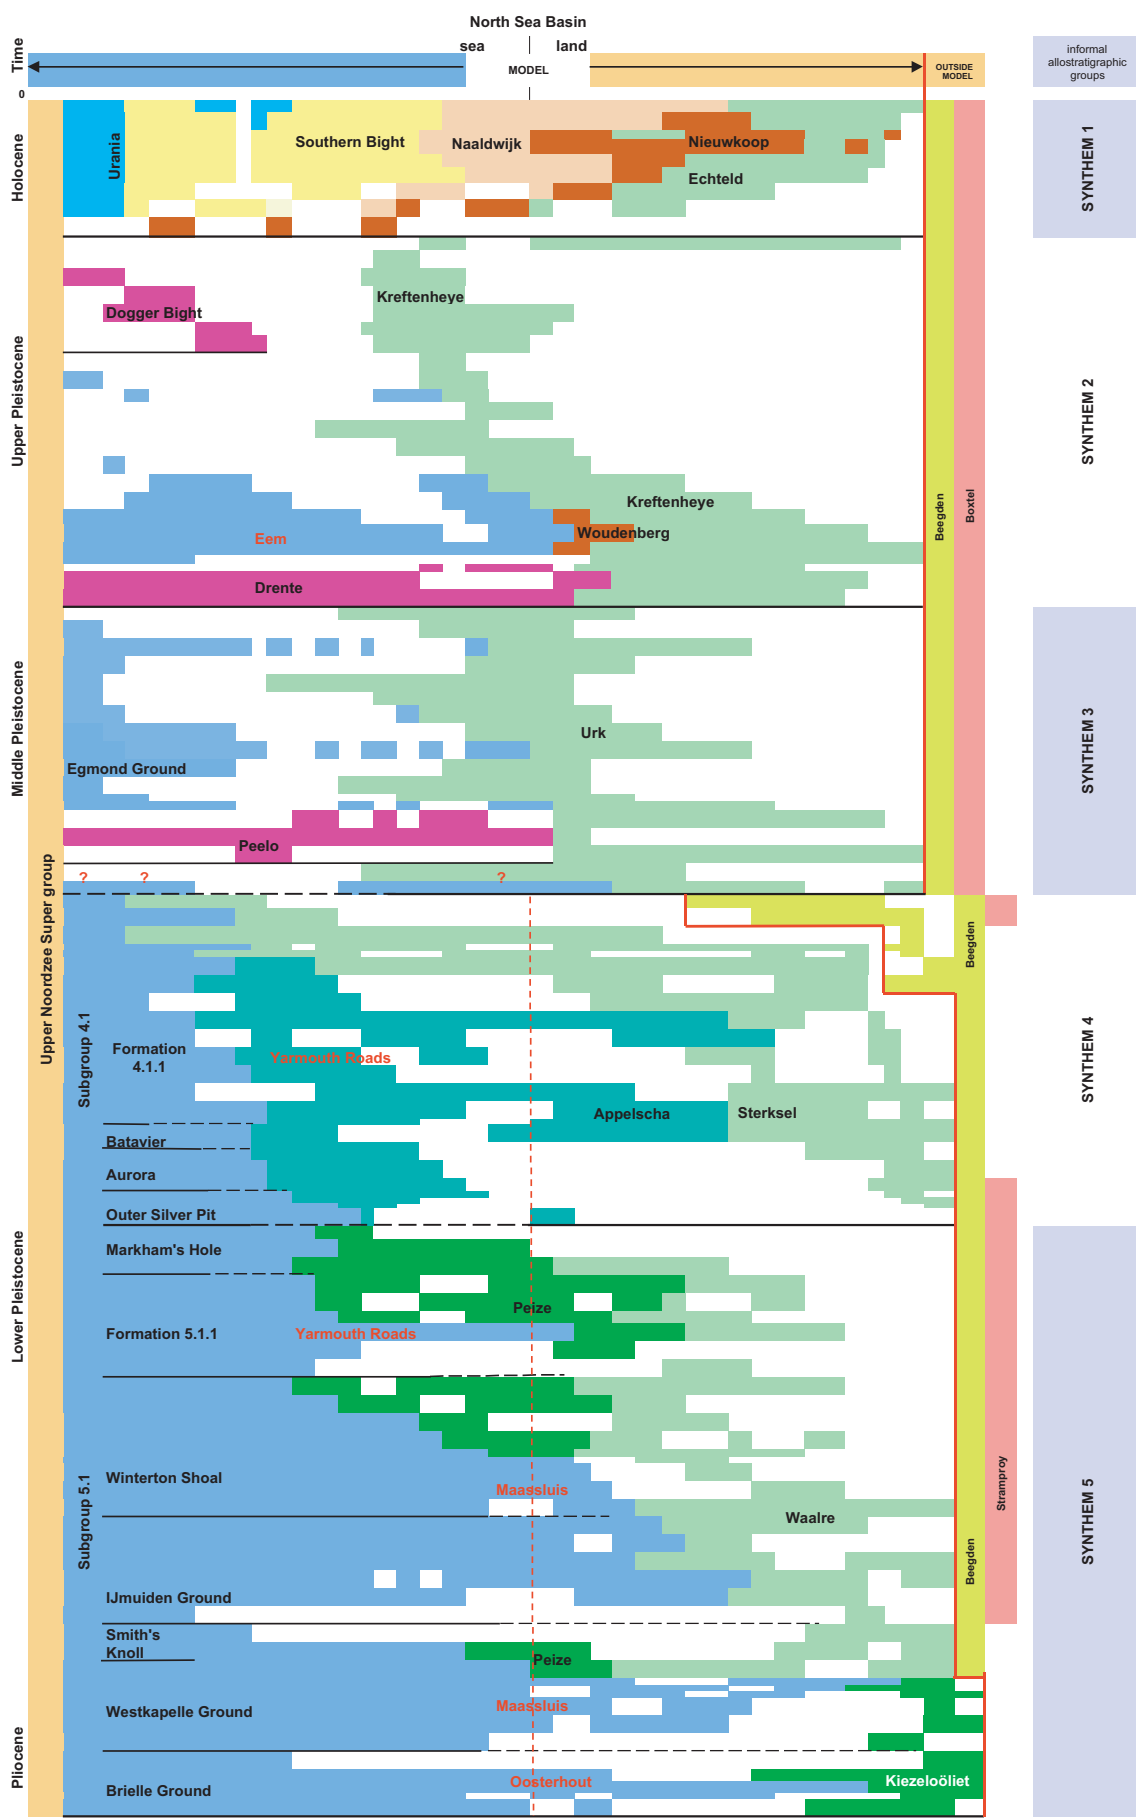 North Sea Basin
sea
land
Time
MODEL
OUTSIDE
MODEL
informal
allostratigraphic
groups
0
Holocene
Urania
Southern Bight
Naaldwijk
Nieuwkoop
Echteld
SYNTHEM 1
Upper Pleistocene
Dogger Bight
Kreftenheye
Kreftenheye
Woudenberg
Eem
Drente
Beegden
Boxtel
SYNTHEM 2
Middle Pleistocene
Urk
Egmond Ground
Peelo
?
?
?
SYNTHEM 3
Upper Noordzee Super group
Lower Pleistocene
Subgroup 4.1
Formation
4.1.1
Yarmouth Roads
Appelscha
Sterksel
Batavier
Aurora
Outer Silver Pit
Beegden
SYNTHEM 4
Markham's Hole
Peize
Formation 5.1.1
Yarmouth Roads
Subgroup 5.1
Winterton Shoal
Maassluis
Waalre
IJmuiden Ground
Smith's
Knoll
Peize
Stramproy
Beegden
SYNTHEM 5
Pliocene
Westkapelle Ground
Maassluis
Brielle Ground
Oosterhout
Kiezeloöliet